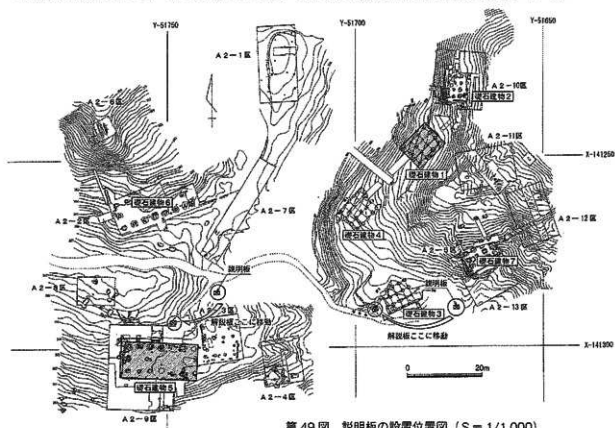 Y-51750
Y-51700
Y-51650
A2-1区
A2-10区
礎石建物2
A2-11区
X-141250
礎石建物1
礎石建物6
A2-2区
A2-7区
礎石建物4
A2-12区
礎石建物7
説明板
説明板
礎石建物3
A2-13区
解説板ここに移動
解説板ここに移動
X-141300
礎石建物5
A2-4区
A2-9区
0 20m
第49図 説明板の設置位置図(S=1/1,000)